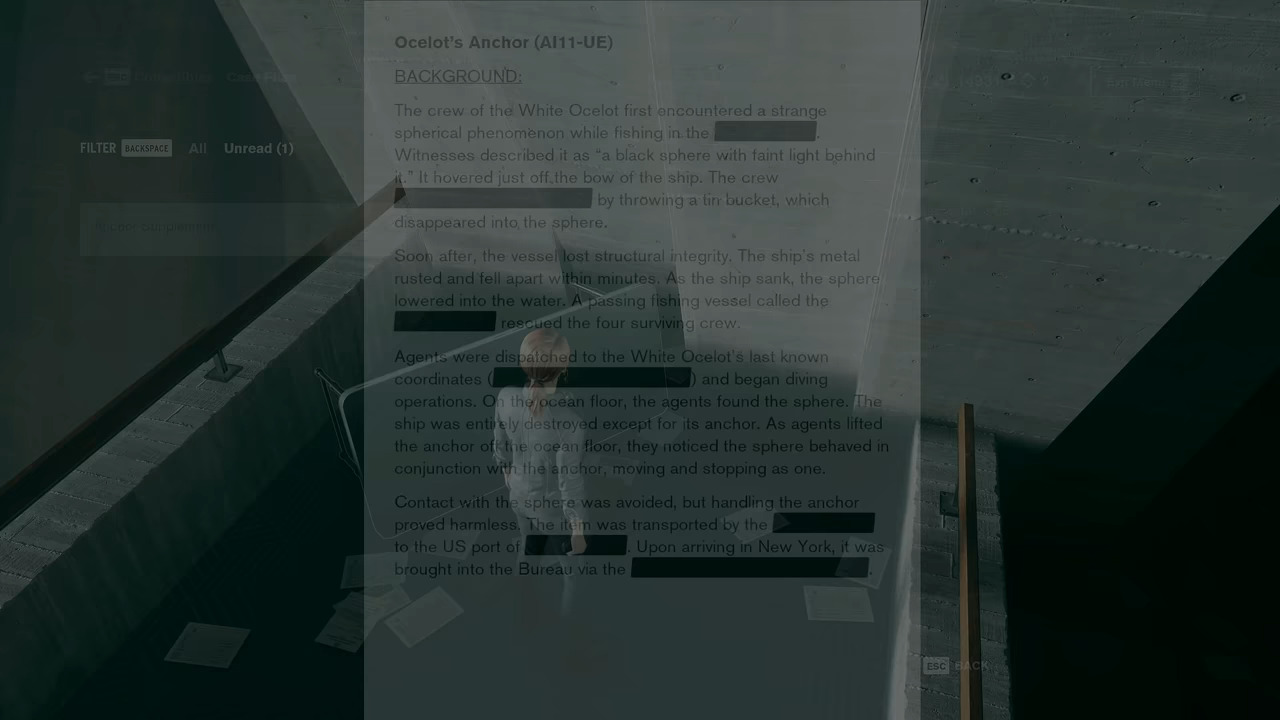 Ocelot's Anchor (AI11-UE)
BACKGROUND:
The crew of the White Ocelot first encountered a strange
spherical phenomenon while fishing in the
Witnesses described it as "a black sphere with faint light behind
it." It hovered just off the bow of the ship. The crew
by throwing a tin bucket, which
disappeared into the sphere.
Soon after, the vessel lost structural integrity. The ship's metal
rusted and fell apart within minutes. As the ship sank, the sphere
lowered into the water. A passing fishing vessel called the
rescued the four surviving crew.
Agents were dispatched to the White Ocelot's last known
coordinates ( ) and began diving
operations. On the ocean floor, the agents found the sphere. The
ship was entirely destroyed except for its anchor. As agents lifted
the anchor off the ocean floor, they noticed the sphere behaved in
conjunction with the anchor, moving and stopping as one.
Contact with the sphere was avoided, but handling the anchor
proved harmless. The item was transported by the
to the US port of . Upon arriving in New York, it was
brought into the Bureau via the .
Collectibles Case Files
FILTER BACKSPACE All Unread (1)
ESC BACK